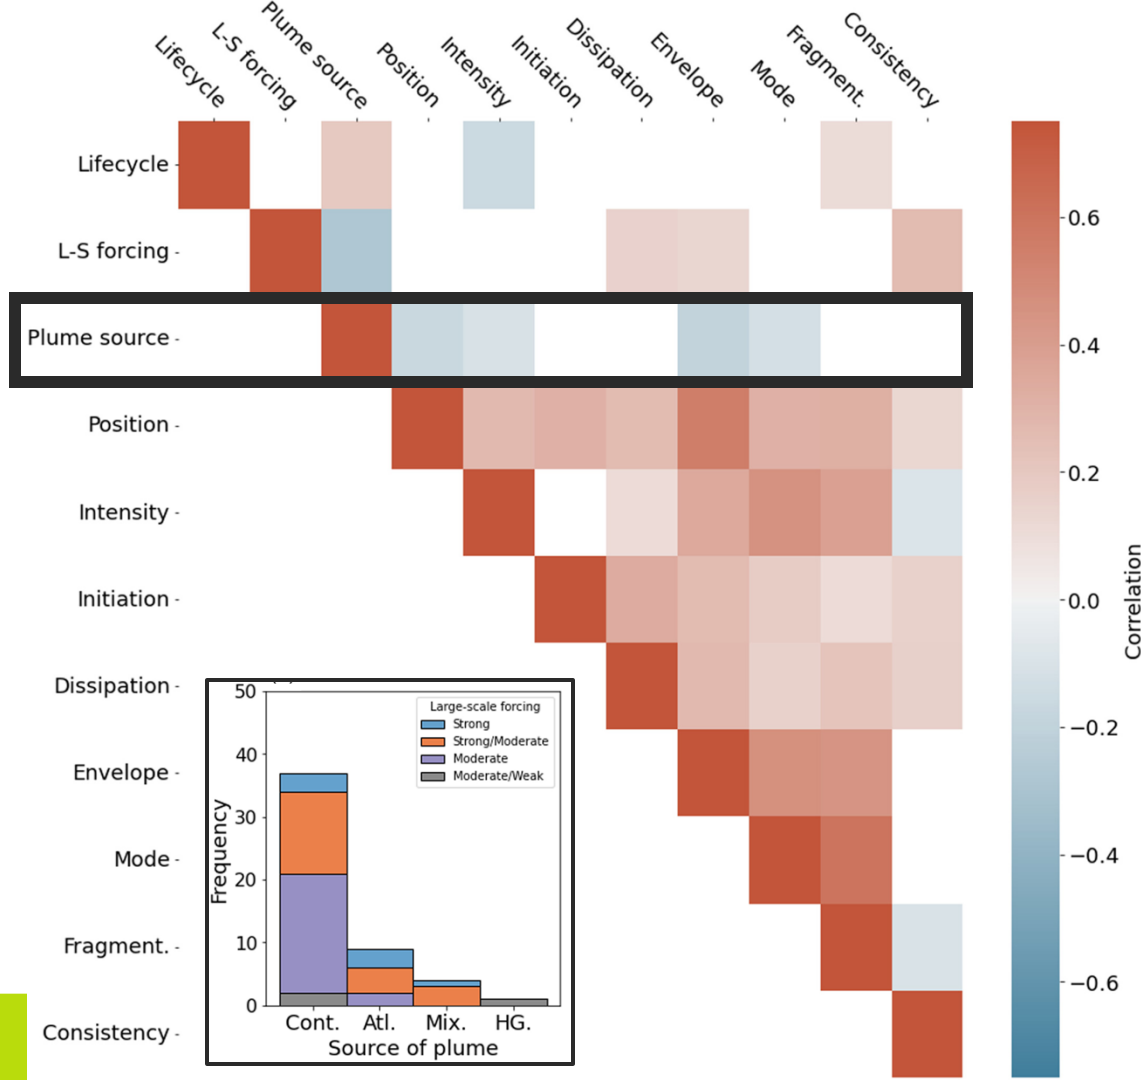 Lifecycle
L-S forcing
Plume source
Position
Intensity
Initiation
Dissipation
Envelope
Mode
Fragment.
Consistency
Lifecycle
L-S forcing
Plume source
Position
Intensity
Initiation
Dissipation
Envelope
Mode
Fragment.
Consistency
0.6
0.4
0.2
0.0
−0.2
−0.4
−0.6
Correlation
50
40
30
20
10
0
Frequency
Large-scale forcing
Strong
Strong/Moderate
Moderate
Moderate/Weak
Cont. Atl. Mix. HG.
Source of plume